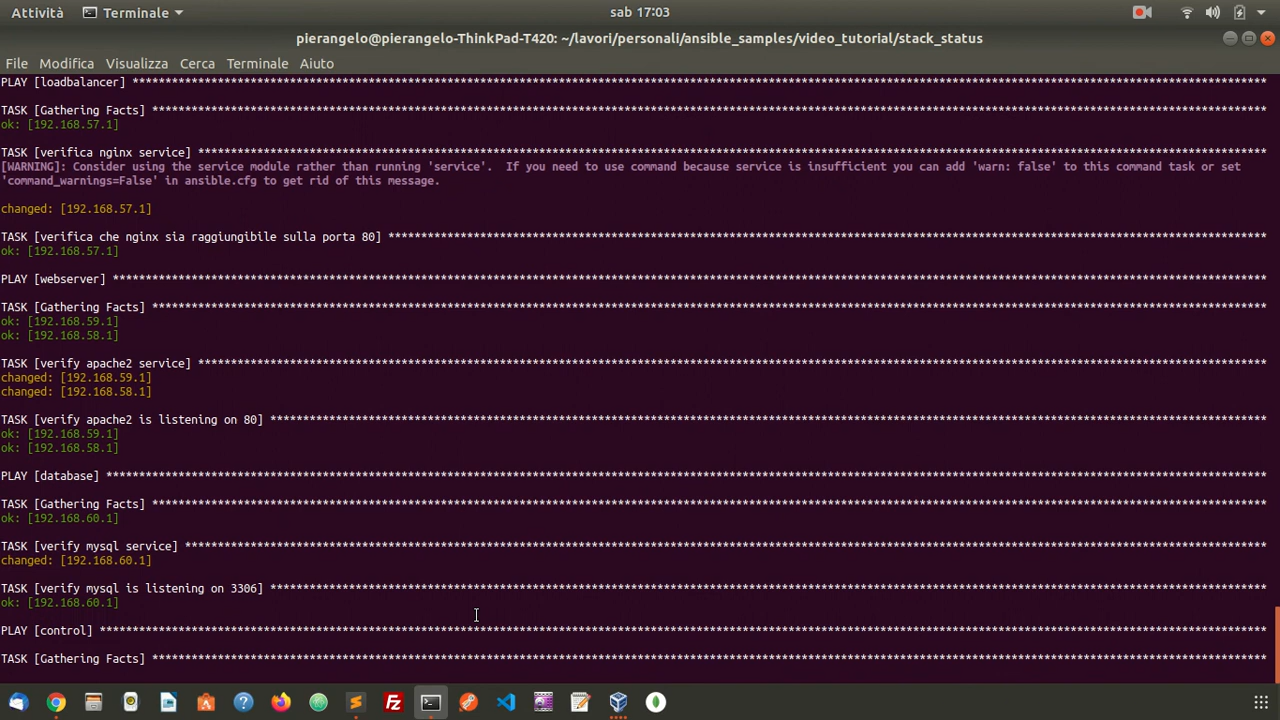 Attività
Terminale
sab 17:03
pierangelo@pierangelo-ThinkPad-T420: ~/lavori/personali/ansible_samples/video_tutorial/stack_status
File Modifica Visualizza Cerca Terminale Aiuto
PLAY [loadbalancer] ****************************************************************************************************************************************************************************
TASK [Gathering Facts] *************************************************************************************************************************************************************************
ok: [192.168.57.1]
TASK [verifica nginx service] ******************************************************************************************************************************************************************
[WARNING]: Consider using the service module rather than running 'service'.  If you need to use command because service is insufficient you can add 'warn: false' to this command task or set
'command_warnings=False' in ansible.cfg to get rid of this message.
changed: [192.168.57.1]
TASK [verifica che nginx sia raggiungibile sulla porta 80] *************************************************************************************************************************************
ok: [192.168.57.1]
PLAY [webserver] *******************************************************************************************************************************************************************************
TASK [Gathering Facts] *************************************************************************************************************************************************************************
ok: [192.168.59.1]
ok: [192.168.58.1]
TASK [verify apache2 service] ******************************************************************************************************************************************************************
changed: [192.168.59.1]
changed: [192.168.58.1]
TASK [verify apache2 is listening on 80] *******************************************************************************************************************************************************
ok: [192.168.59.1]
ok: [192.168.58.1]
PLAY [database] ********************************************************************************************************************************************************************************
TASK [Gathering Facts] *************************************************************************************************************************************************************************
ok: [192.168.60.1]
TASK [verify mysql service] ********************************************************************************************************************************************************************
changed: [192.168.60.1]
TASK [verify mysql is listening on 3306] *******************************************************************************************************************************************************
ok: [192.168.60.1]
PLAY [control] *********************************************************************************************************************************************************************************
TASK [Gathering Facts] *************************************************************************************************************************************************************************